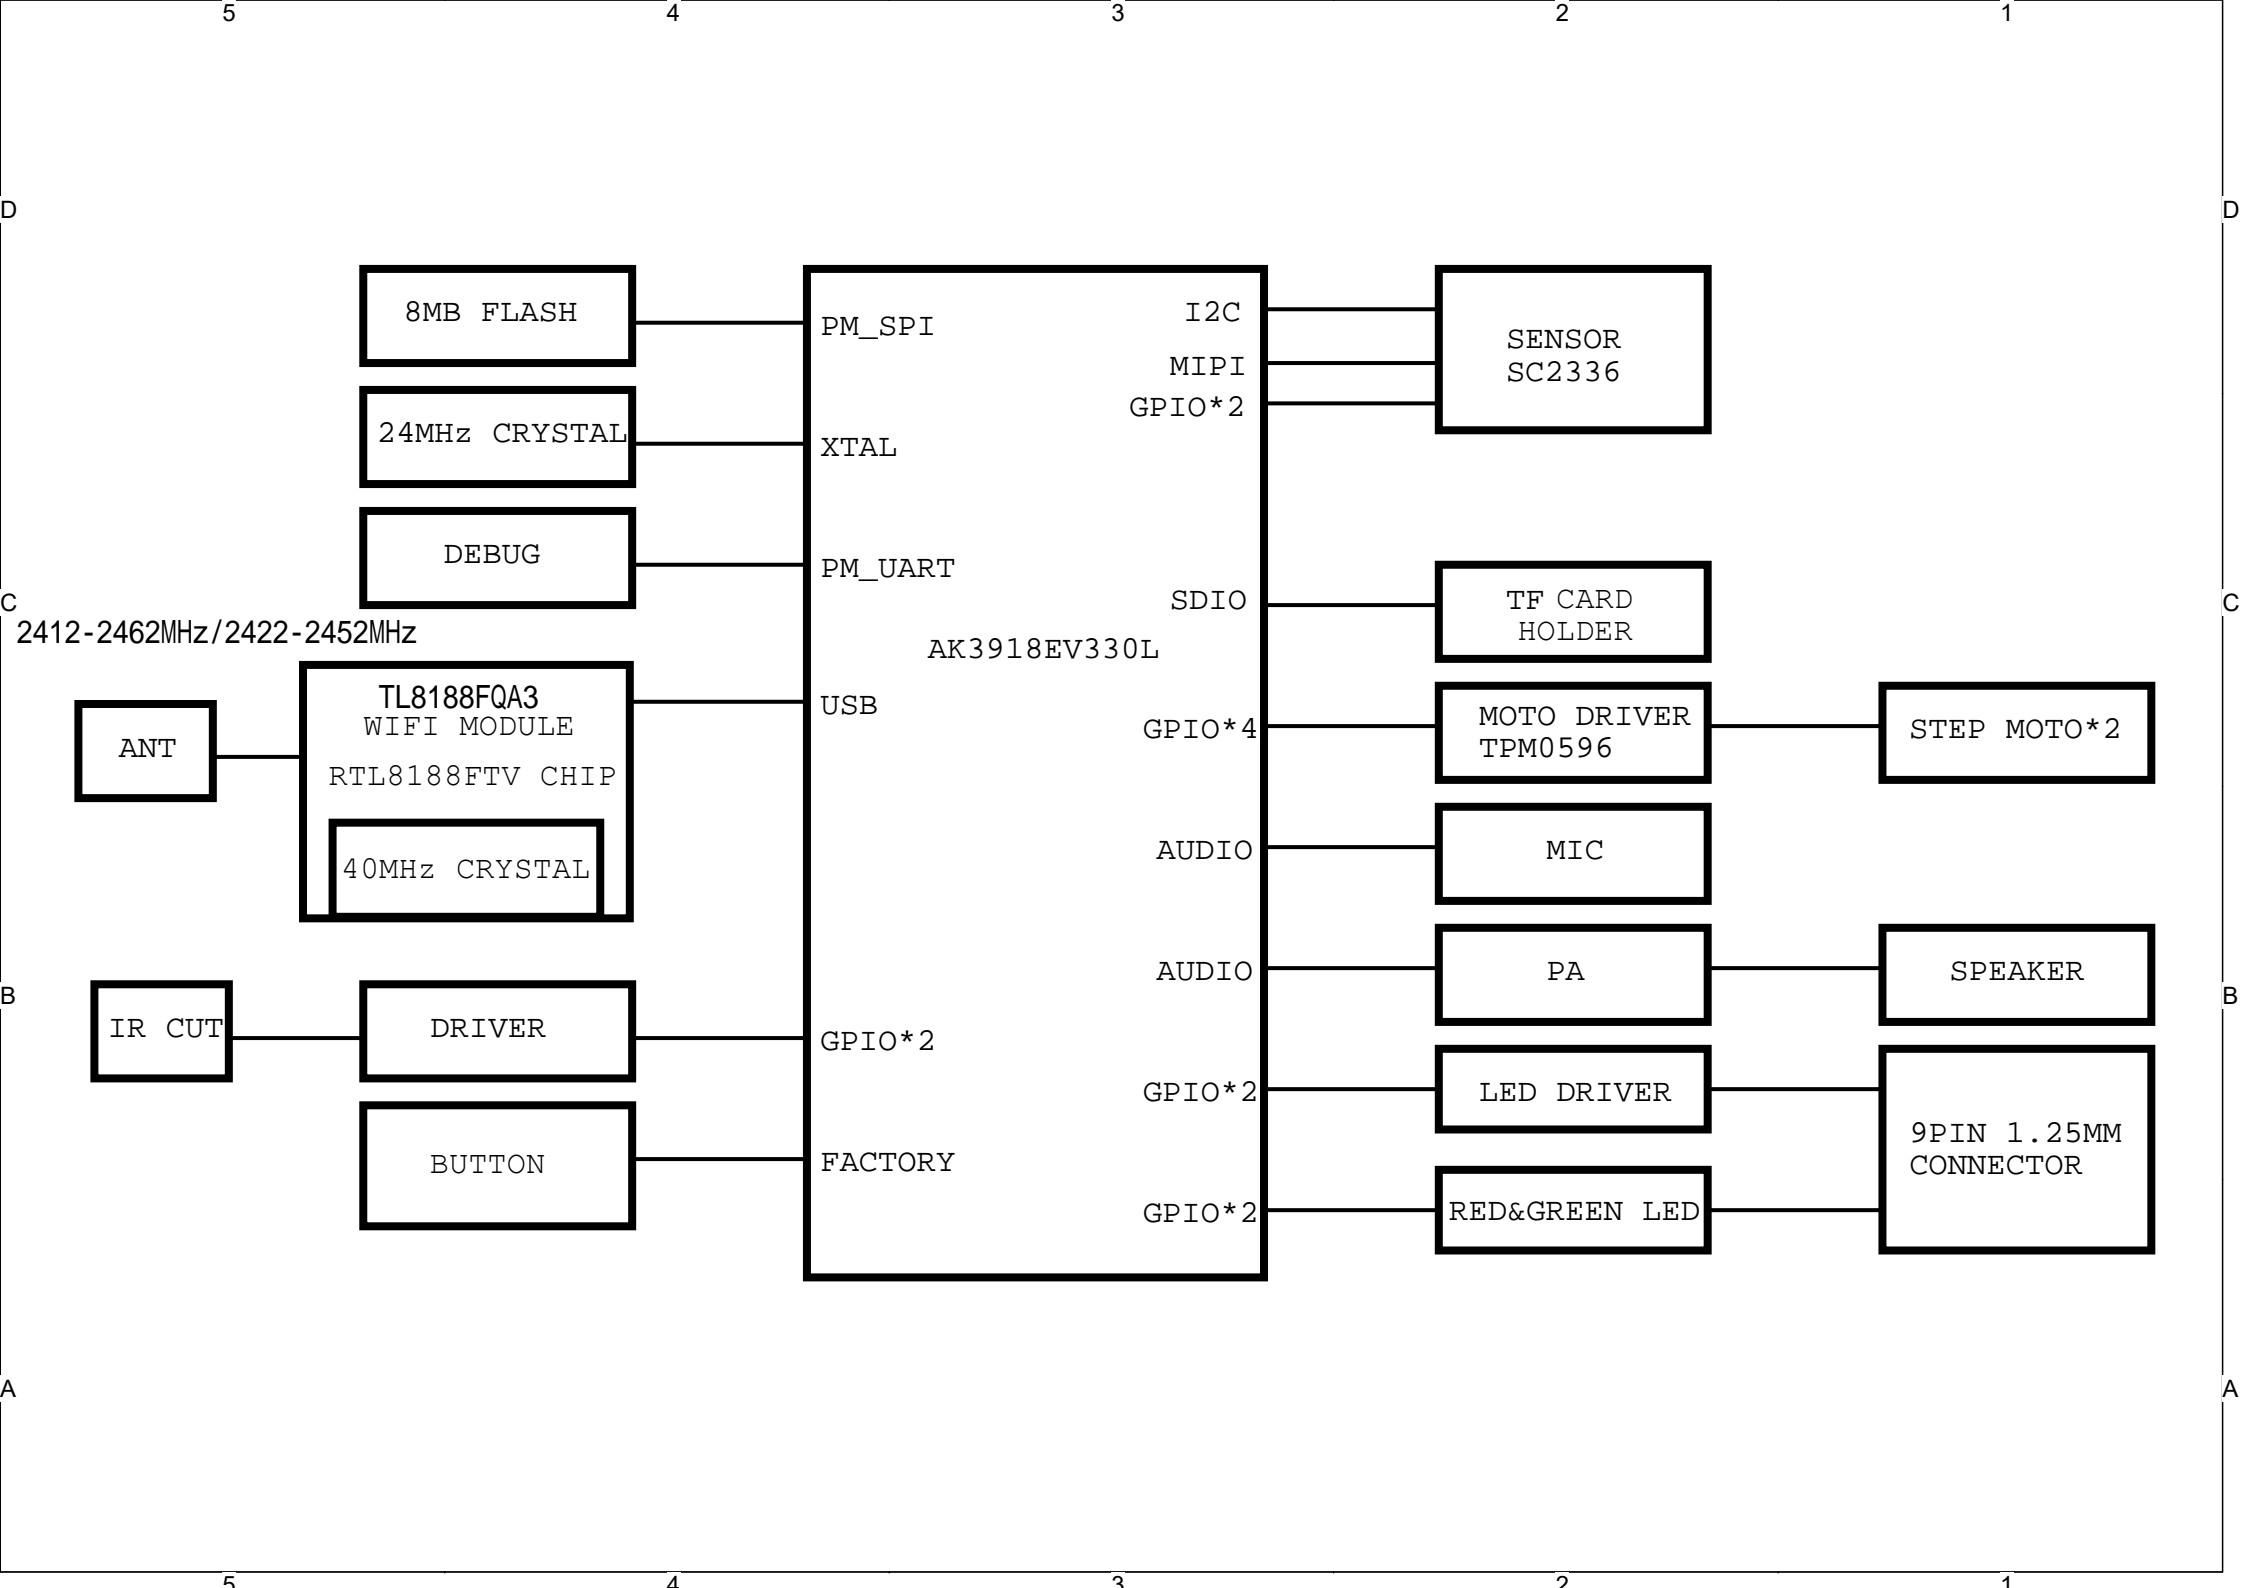 5 4 3 2 1
D D
8MB FLASH
PM_SPI
I2C
MIPI
GPIO*2
SENSOR
SC2336
24MHz CRYSTAL
XTAL
DEBUG
PM_UART
SDIO
TF CARD
HOLDER
C C
2412-2462MHz/2422-2452MHz
AK3918EV330L
ANT
TL8188FQA3
WIFI MODULE
RTL8188FTV CHIP
40MHz CRYSTAL
USB
GPIO*4
MOTO DRIVER
TPM0596
STEP MOTO*2
AUDIO
MIC
AUDIO
PA
SPEAKER
B B
IR CUT
DRIVER
GPIO*2
GPIO*2
LED DRIVER
9PIN 1.25MM
CONNECTOR
BUTTON
FACTORY
GPIO*2
RED&GREEN LED
A A
5 4 3 2 1